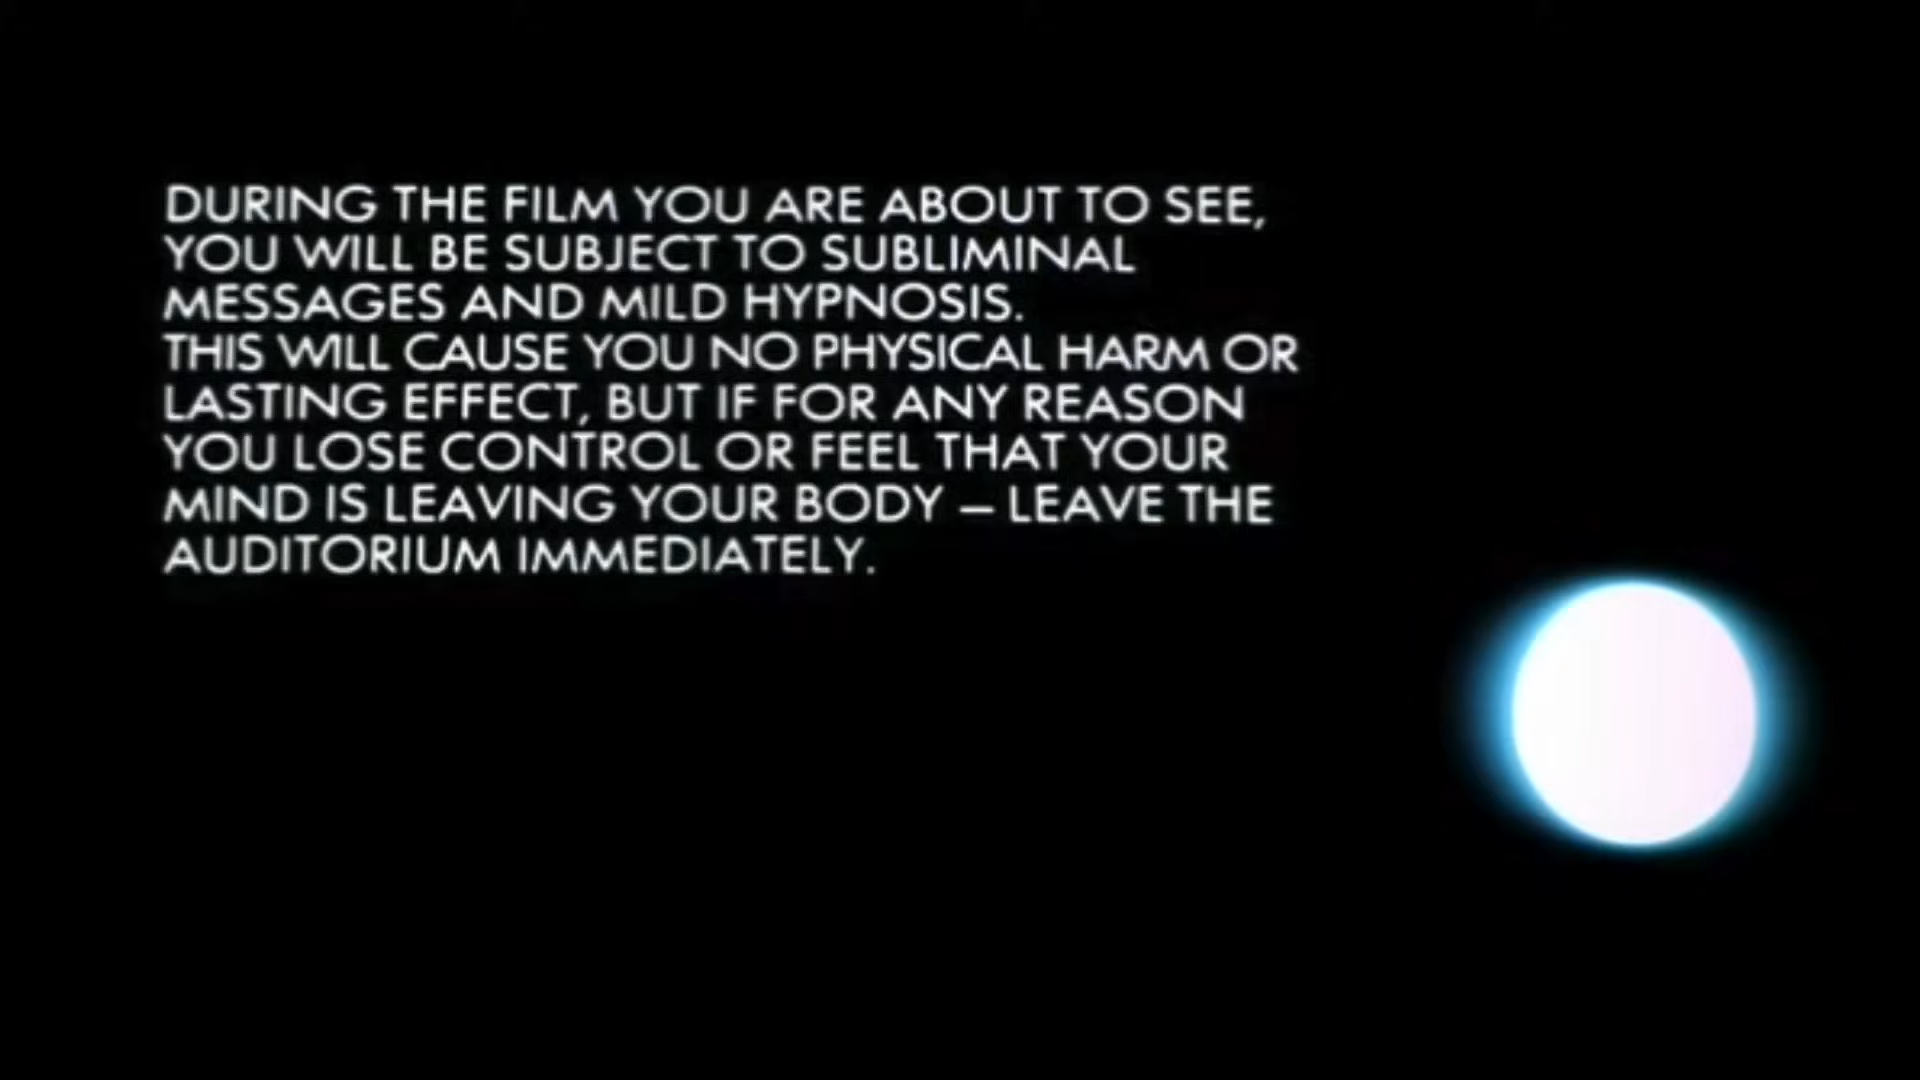 DURING THE FILM YOU ARE ABOUT TO SEE,
YOU WILL BE SUBJECT TO SUBLIMINAL
MESSAGES AND MILD HYPNOSIS.
THIS WILL CAUSE YOU NO PHYSICAL HARM OR
LASTING EFFECT, BUT IF FOR ANY REASON
YOU LOSE CONTROL OR FEEL THAT YOUR
MIND IS LEAVING YOUR BODY – LEAVE THE
AUDITORIUM IMMEDIATELY.